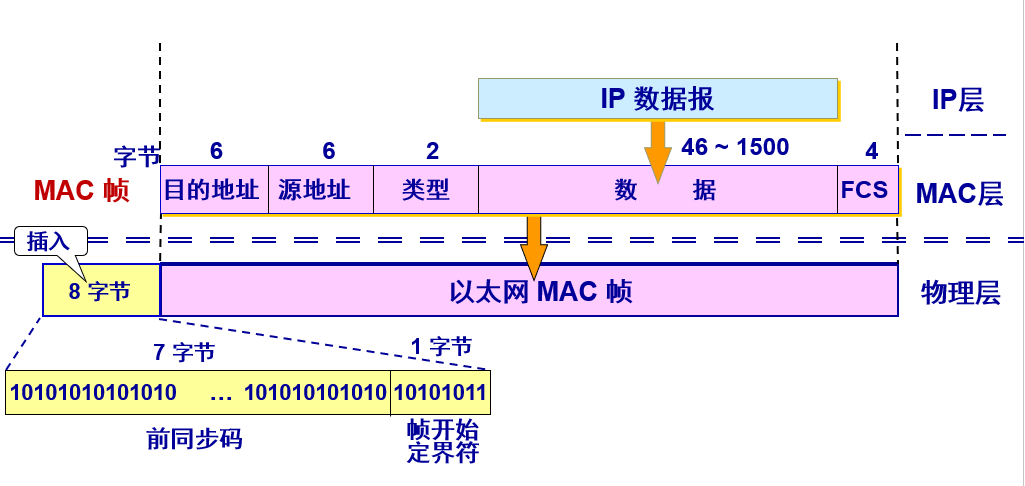 IP 数据报
IP层
字节
6
6
2
46 ~ 1500
4
MAC 帧
目的地址
源地址
类型
数 据
FCS
MAC层
插入
8 字节
以太网 MAC 帧
物理层
7 字节
1 字节
10101010101010 … 101010101010
10101011
前同步码
帧开始
定界符